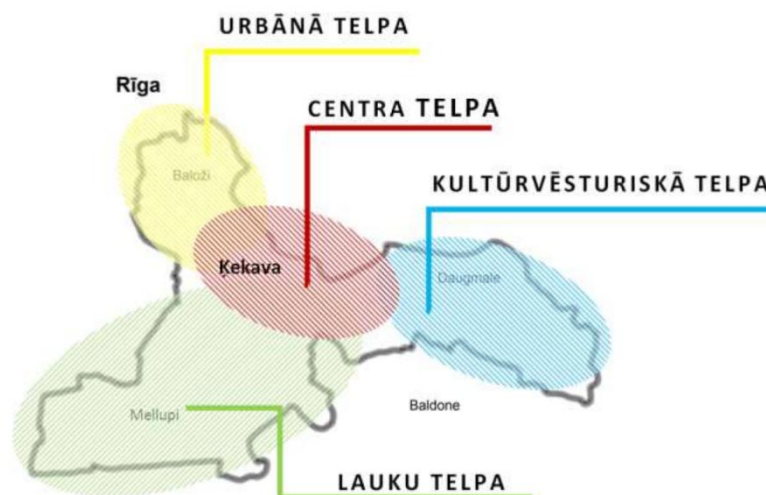 URBĀNĀ TELPA
Rīga
CENTRA TELPA
Baloži
KULTŪRVĒSTURISKĀ TELPA
Ķekava
Daugmale
Mellupi
Baldone
LAUKU TELPA